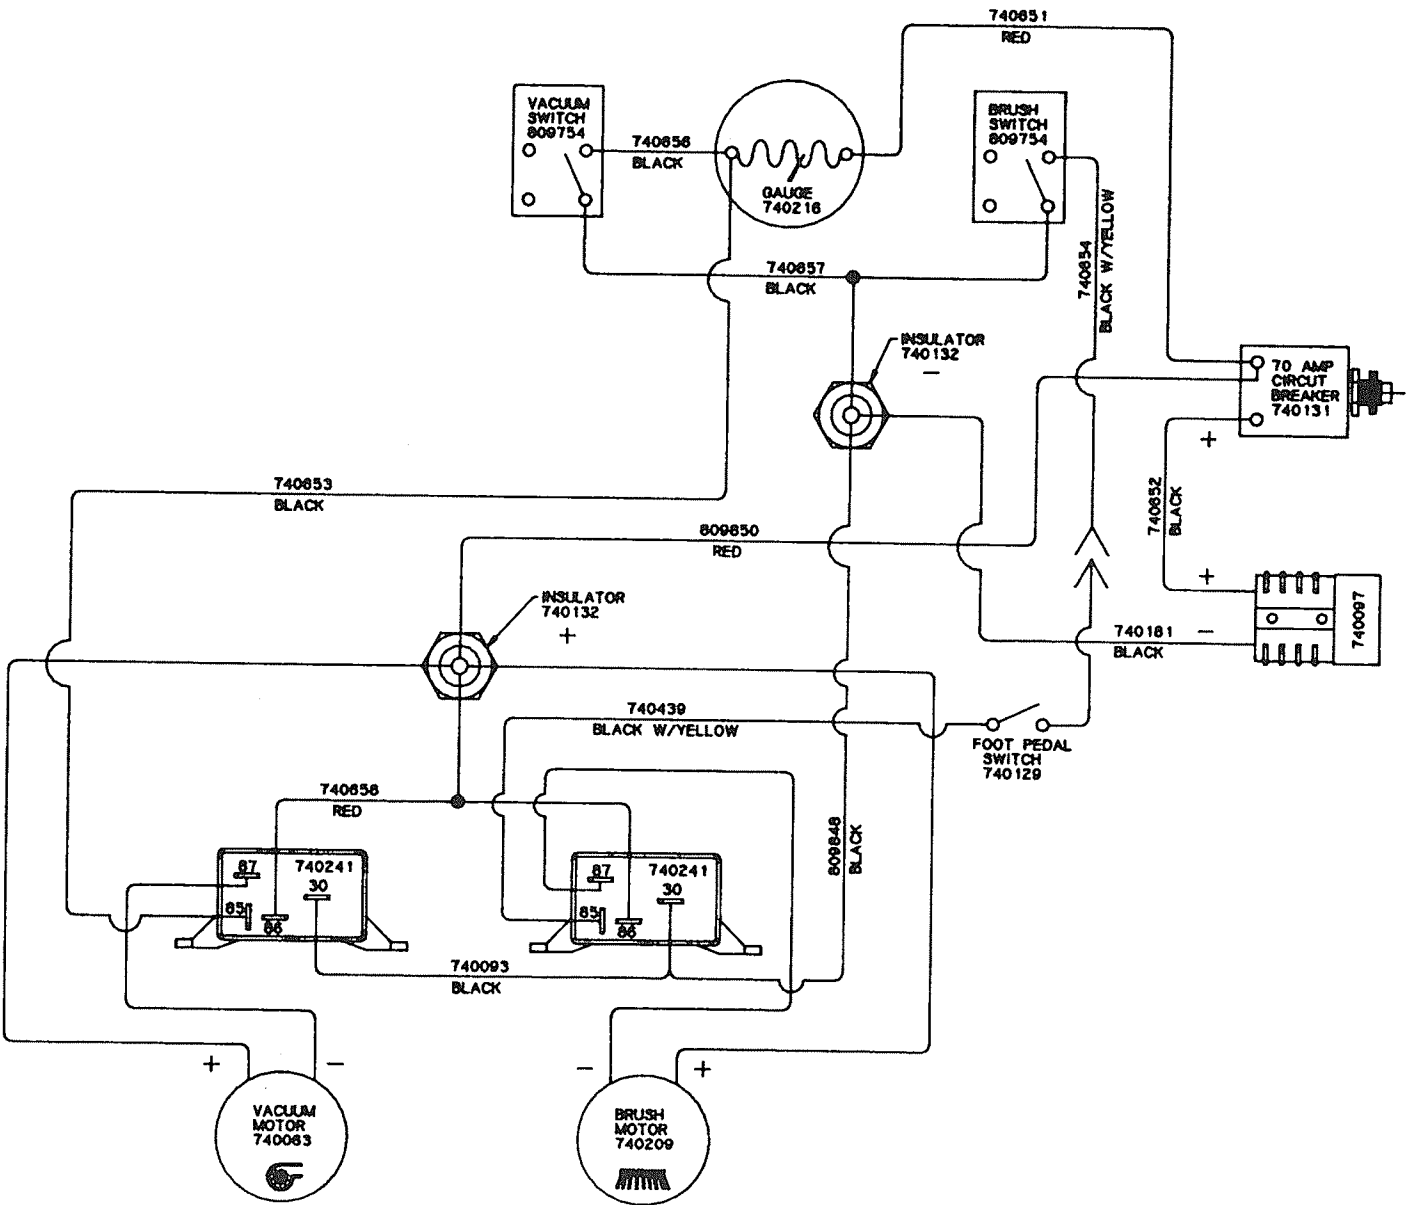 740651
RED
VACUUM
SWITCH
809754
740656
BLACK
GAUGE
740216
BRUSH
SWITCH
809754
740654
BLACK W/YELLOW
740657
BLACK
INSULATOR
740132
−
70 AMP
CIRCUT
BREAKER
740131
+
740653
BLACK
740652
BLACK
809850
RED
INSULATOR
740132
+
+
−
740097
740181
BLACK
740439
BLACK W/YELLOW
FOOT PEDAL
SWITCH
740129
740658
RED
809848
BLACK
87
740241
30
85
86
87
740241
30
85
86
740093
BLACK
+
−
−
+
VACUUM
MOTOR
740063
BRUSH
MOTOR
740209